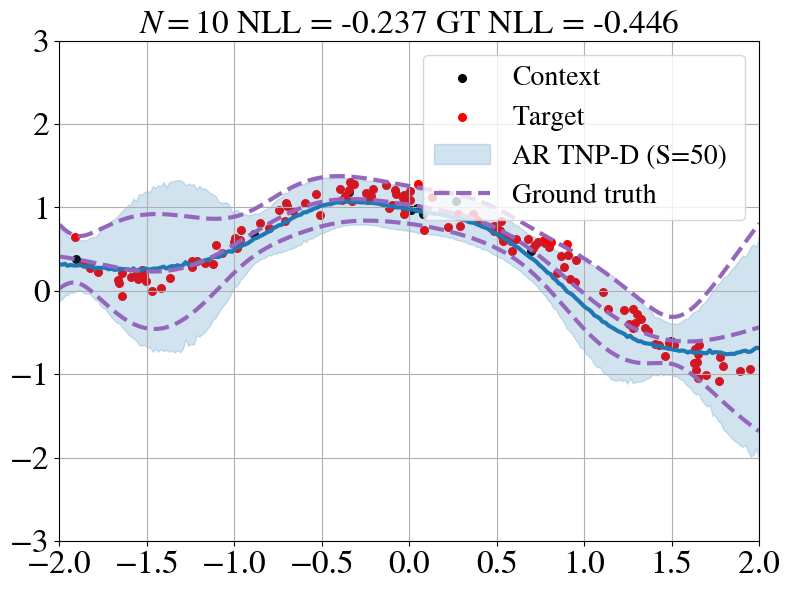 N = 10 NLL = -0.237 GT NLL = -0.446
3
2
1
0
−1
−2
−3
Context
Target
AR TNP-D (S=50)
Ground truth
−2.0 −1.5 −1.0 −0.5 0.0 0.5 1.0 1.5 2.0